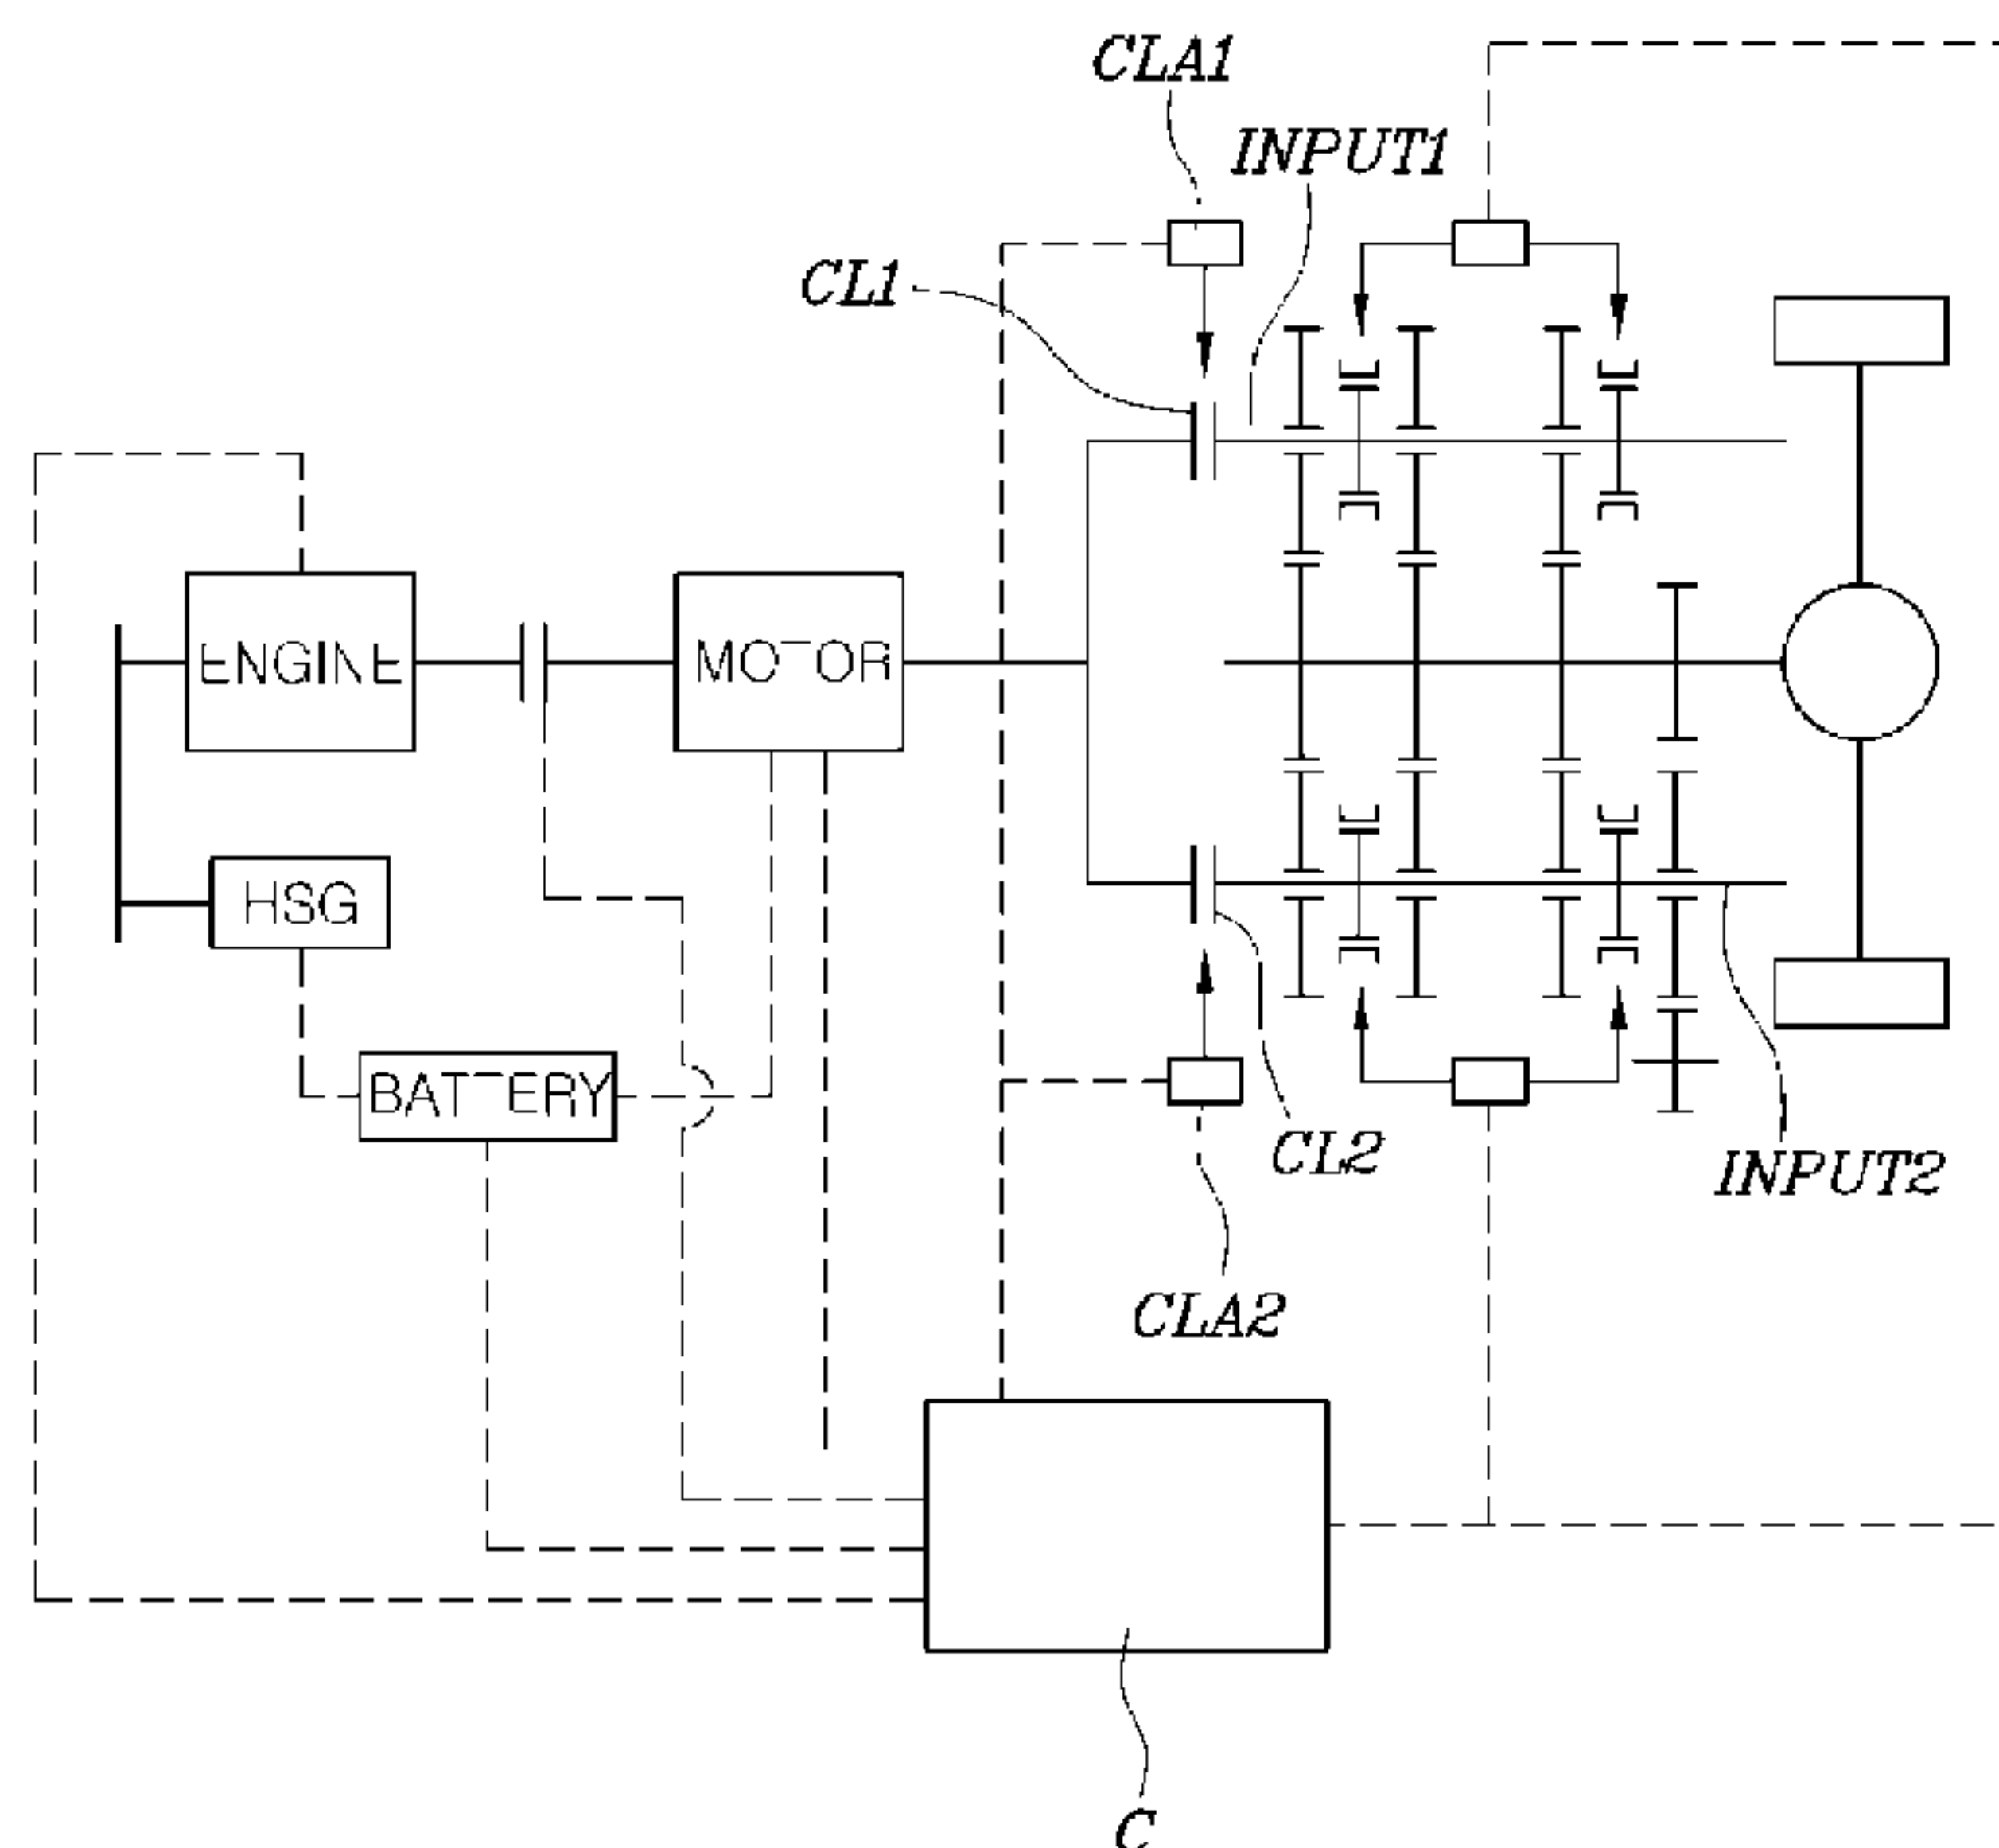 CLA1
INPUT1
CL1
ENGINE
MOTOR
HSG
BATTERY
CL2
INPUT2
CLA2
C